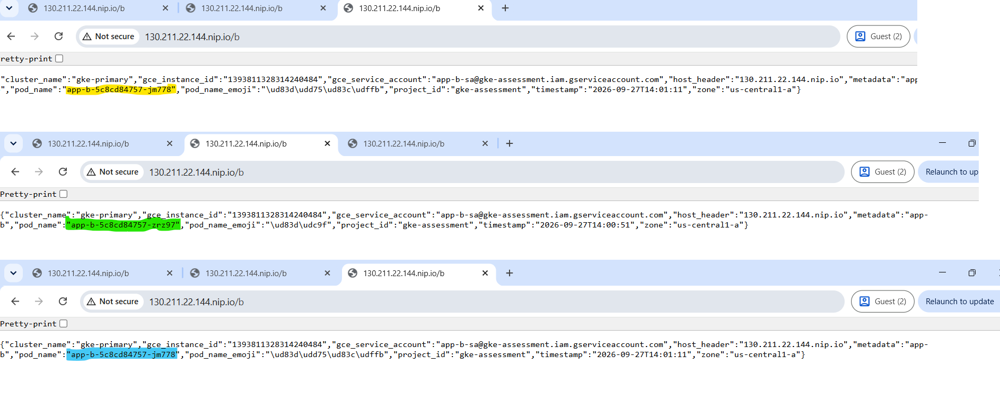 130.211.22.144.nip.io/b 130.211.22.144.nip.io/b 130.211.22.144.nip.io/b
Not secure 130.211.22.144.nip.io/b Guest (2)
retty-print
"cluster_name":"gke-primary","gce_instance_id":"1393811328314240484","gce_service_account":"app-b-sa@gke-assessment.iam.gserviceaccount.com","host_header":"130.211.22.144.nip.io","metadata":"app
","pod_name":"app-b-5c8cd84757-jm778","pod_name_emoji":"\ud83d\udd75\ud83c\udffb","project_id":"gke-assessment","timestamp":"2026-09-27T14:01:11","zone":"us-central1-a"}
130.211.22.144.nip.io/b 130.211.22.144.nip.io/b 130.211.22.144.nip.io/b
Not secure 130.211.22.144.nip.io/b Guest (2) Relaunch to up
Pretty-print
{"cluster_name":"gke-primary","gce_instance_id":"1393811328314240484","gce_service_account":"app-b-sa@gke-assessment.iam.gserviceaccount.com","host_header":"130.211.22.144.nip.io","metadata":"app-
b","pod_name":"app-b-5c8cd84757-zrz97","pod_name_emoji":"\ud83d\udc9f","project_id":"gke-assessment","timestamp":"2026-09-27T14:00:51","zone":"us-central1-a"}
130.211.22.144.nip.io/b 130.211.22.144.nip.io/b 130.211.22.144.nip.io/b
Not secure 130.211.22.144.nip.io/b Guest (2) Relaunch to update
Pretty-print
{"cluster_name":"gke-primary","gce_instance_id":"1393811328314240484","gce_service_account":"app-b-sa@gke-assessment.iam.gserviceaccount.com","host_header":"130.211.22.144.nip.io","metadata":"app-
b","pod_name":"app-b-5c8cd84757-jm778","pod_name_emoji":"\ud83d\udd75\ud83c\udffb","project_id":"gke-assessment","timestamp":"2026-09-27T14:01:11","zone":"us-central1-a"}